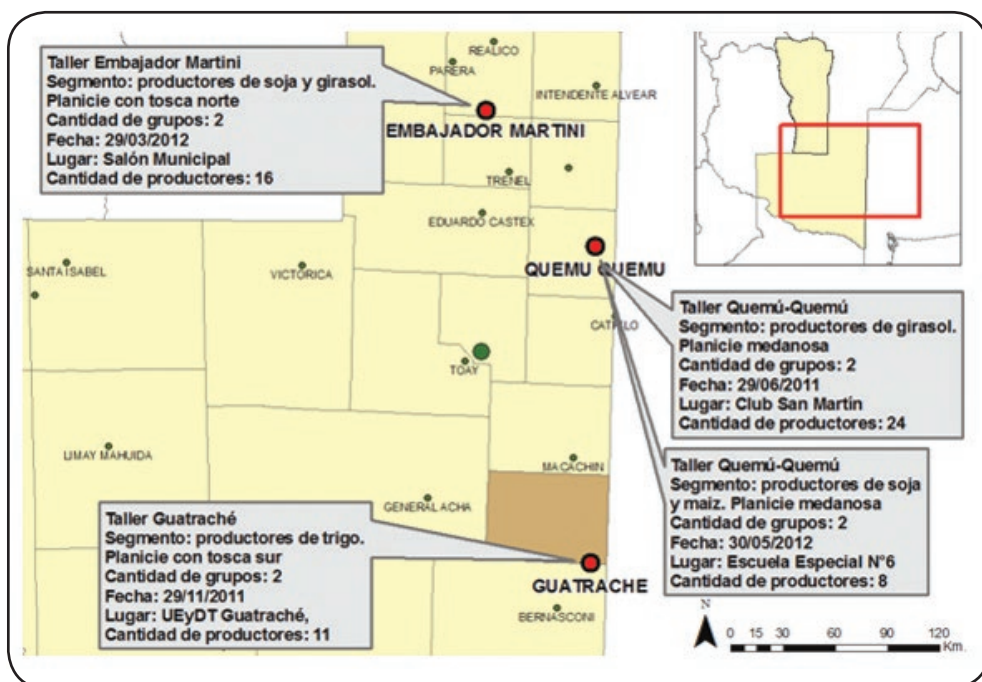 Taller Embajador Martini
Segmento: productores de soja y girasol.
Planicie con tosca norte
Cantidad de grupos: 2
Fecha: 29/03/2012
Lugar: Salón Municipal
Cantidad de productores: 16
REALICO
PARERA
INTENDENTE ALVEAR
EMBAJADOR MARTINI
TRENEL
EDUARDO CASTEX
SANTA ISABEL
VICTORICA
QUEMU QUEMU
Taller Quemú-Quemú
Segmento: productores de girasol.
Planicie medanosa
Cantidad de grupos: 2
Fecha: 29/06/2011
Lugar: Club San Martín
Cantidad de productores: 24
TOAY
LIMAY MAHUIDA
MACACHIN
GENERAL ACHA
Taller Quemú-Quemú
Segmento: productores de soja
y maiz. Planicie medanosa
Cantidad de grupos: 2
Fecha: 30/05/2012
Lugar: Escuela Especial N°6
Cantidad de productores: 8
Taller Guatraché
Segmento: productores de trigo.
Planicie con tosca sur
Cantidad de grupos: 2
Fecha: 29/11/2011
Lugar: UEyDT Guatraché,
Cantidad de productores: 11
GUATRACHE
BERNASCONI
N
0 15 30 60 90 120
Km.